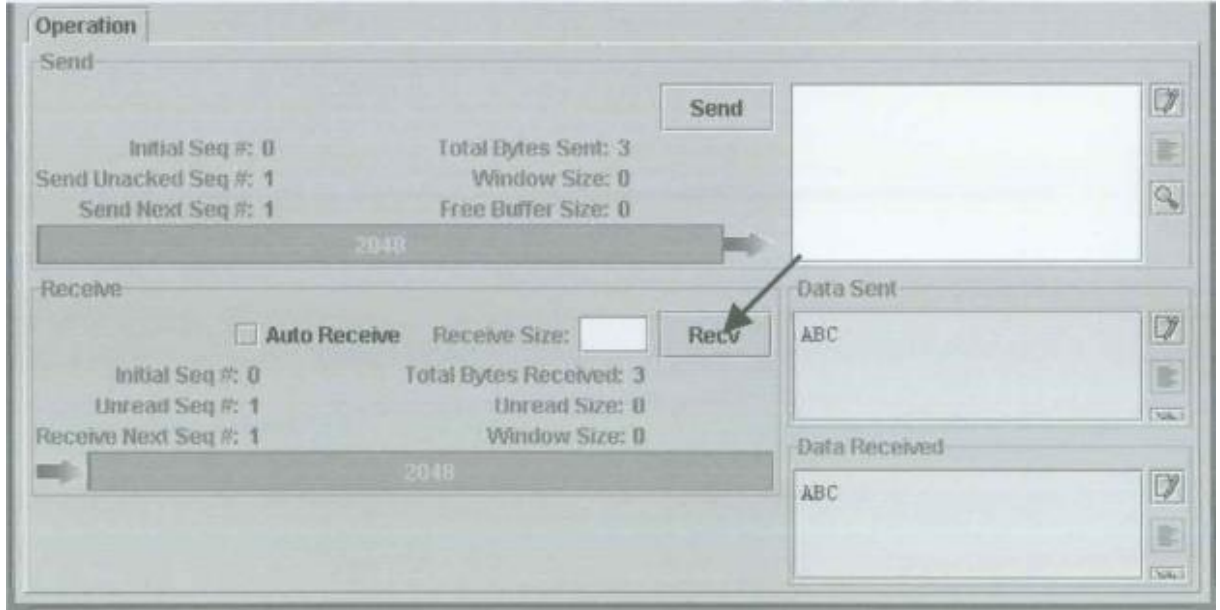 Operation
Send
Send
Initial Seq #: 0 Total Bytes Sent: 3
Send Unacked Seq #: 1 Window Size: 0
Send Next Seq #: 1 Free Buffer Size: 0
2048
Receive
Auto Receive Receive Size: Recv
Initial Seq #: 0 Total Bytes Received: 3
Unread Seq #: 1 Unread Size: 0
Receive Next Seq #: 1 Window Size: 0
2048
Data Sent
ABC
Data Received
ABC